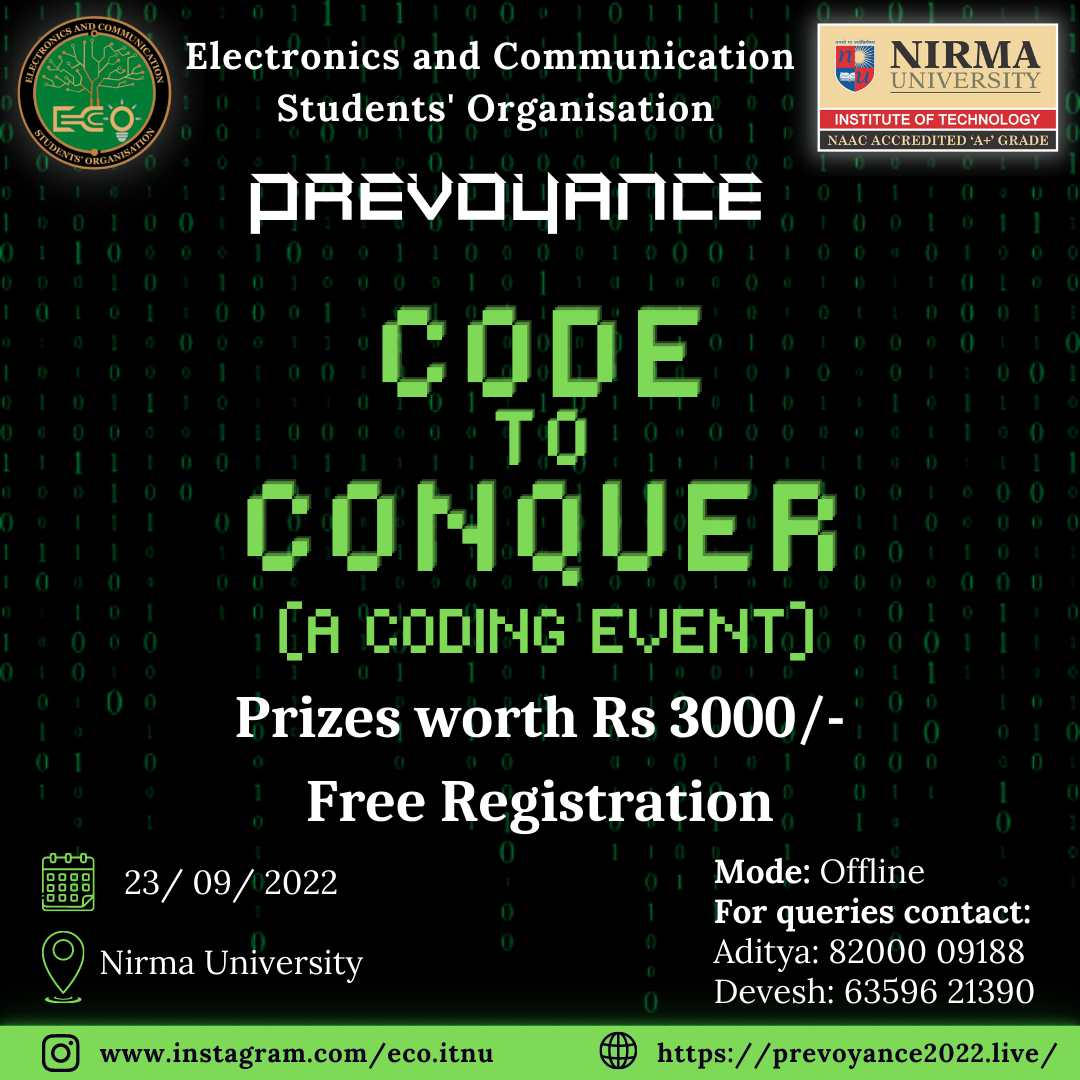 ELECTRONICS AND COMMUNICATION
ECO
STUDENTS' ORGANISATION
Electronics and Communication
Students' Organisation
NIRMA
UNIVERSITY
INSTITUTE OF TECHNOLOGY
NAAC ACCREDITED ‘A+’ GRADE
PREVOYANCE
CODE
TO
CONQUER
(A CODING EVENT)
Prizes worth Rs 3000/-
Free Registration
23/ 09/ 2022
Nirma University
Mode: Offline
For queries contact:
Aditya: 82000 09188
Devesh: 63596 21390
www.instagram.com/eco.itnu
https://prevoyance2022.live/